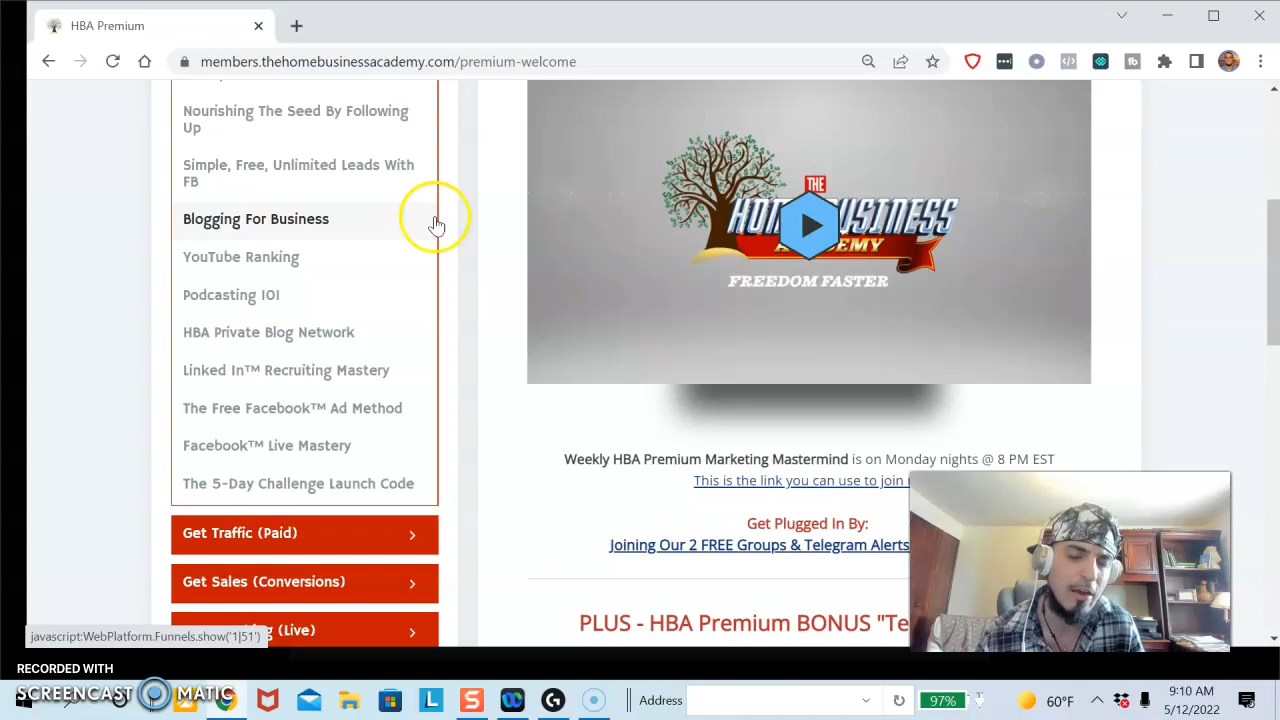 HBA Premium
members.thehomebusinessacademy.com/premium-welcome
Nourishing The Seed By Following
Up
Simple, Free, Unlimited Leads With
FB
Blogging For Business
YouTube Ranking
Podcasting 101
HBA Private Blog Network
Linked In™ Recruiting Mastery
The Free Facebook™ Ad Method
Facebook™ Live Mastery
The 5-Day Challenge Launch Code
Get Traffic (Paid)
Get Sales (Conversions)
(Live)
javascript:WebPlatform.Funnels.show('1|51')
THE
BUSINESS
ACADEMY
FREEDOM FASTER
Weekly HBA Premium Marketing Mastermind is on Monday nights @ 8 PM EST
This is the link you can use to join
Get Plugged In By:
Joining Our 2 FREE Groups & Telegram Alerts
PLUS - HBA Premium BONUS "Te
RECORDED WITH
SCREENCAST MATIC
Address
97%
60°F
9:10 AM
5/12/2022